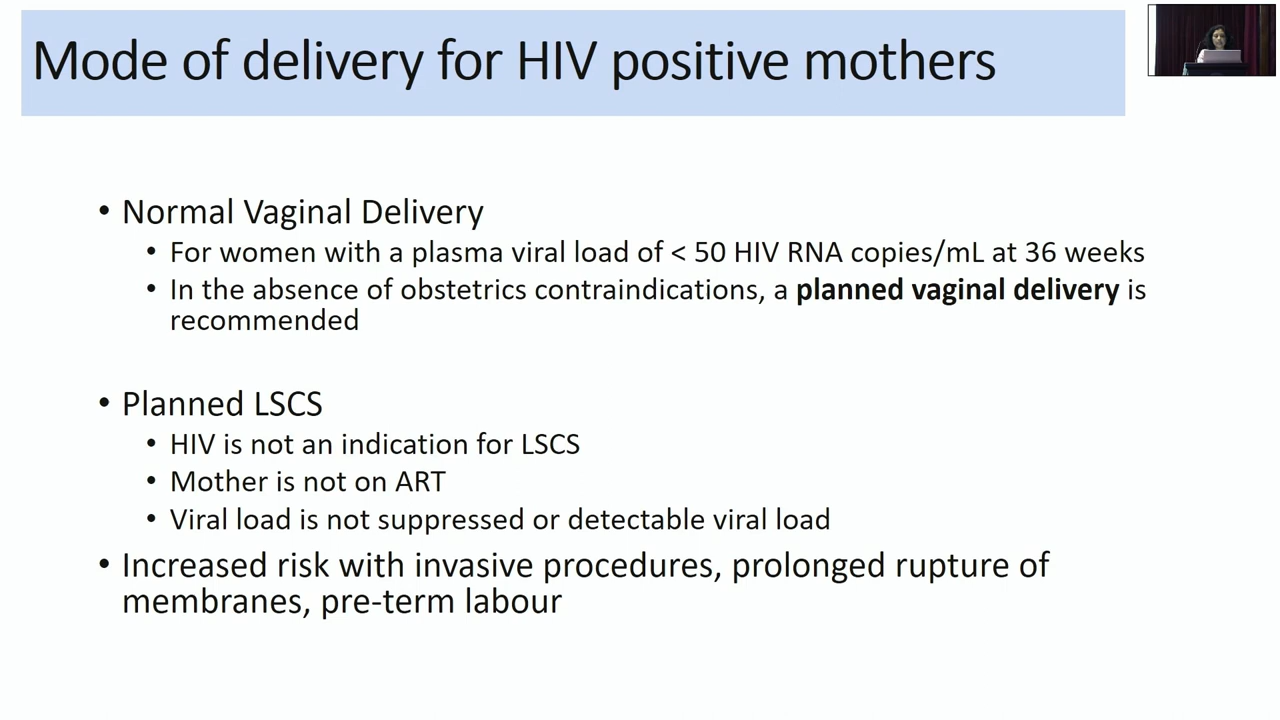 Mode of delivery for HIV positive mothers
• Normal Vaginal Delivery
• For women with a plasma viral load of < 50 HIV RNA copies/mL at 36 weeks
• In the absence of obstetrics contraindications, a planned vaginal delivery is
recommended
• Planned LSCS
• HIV is not an indication for LSCS
• Mother is not on ART
• Viral load is not suppressed or detectable viral load
• Increased risk with invasive procedures, prolonged rupture of
membranes, pre-term labour